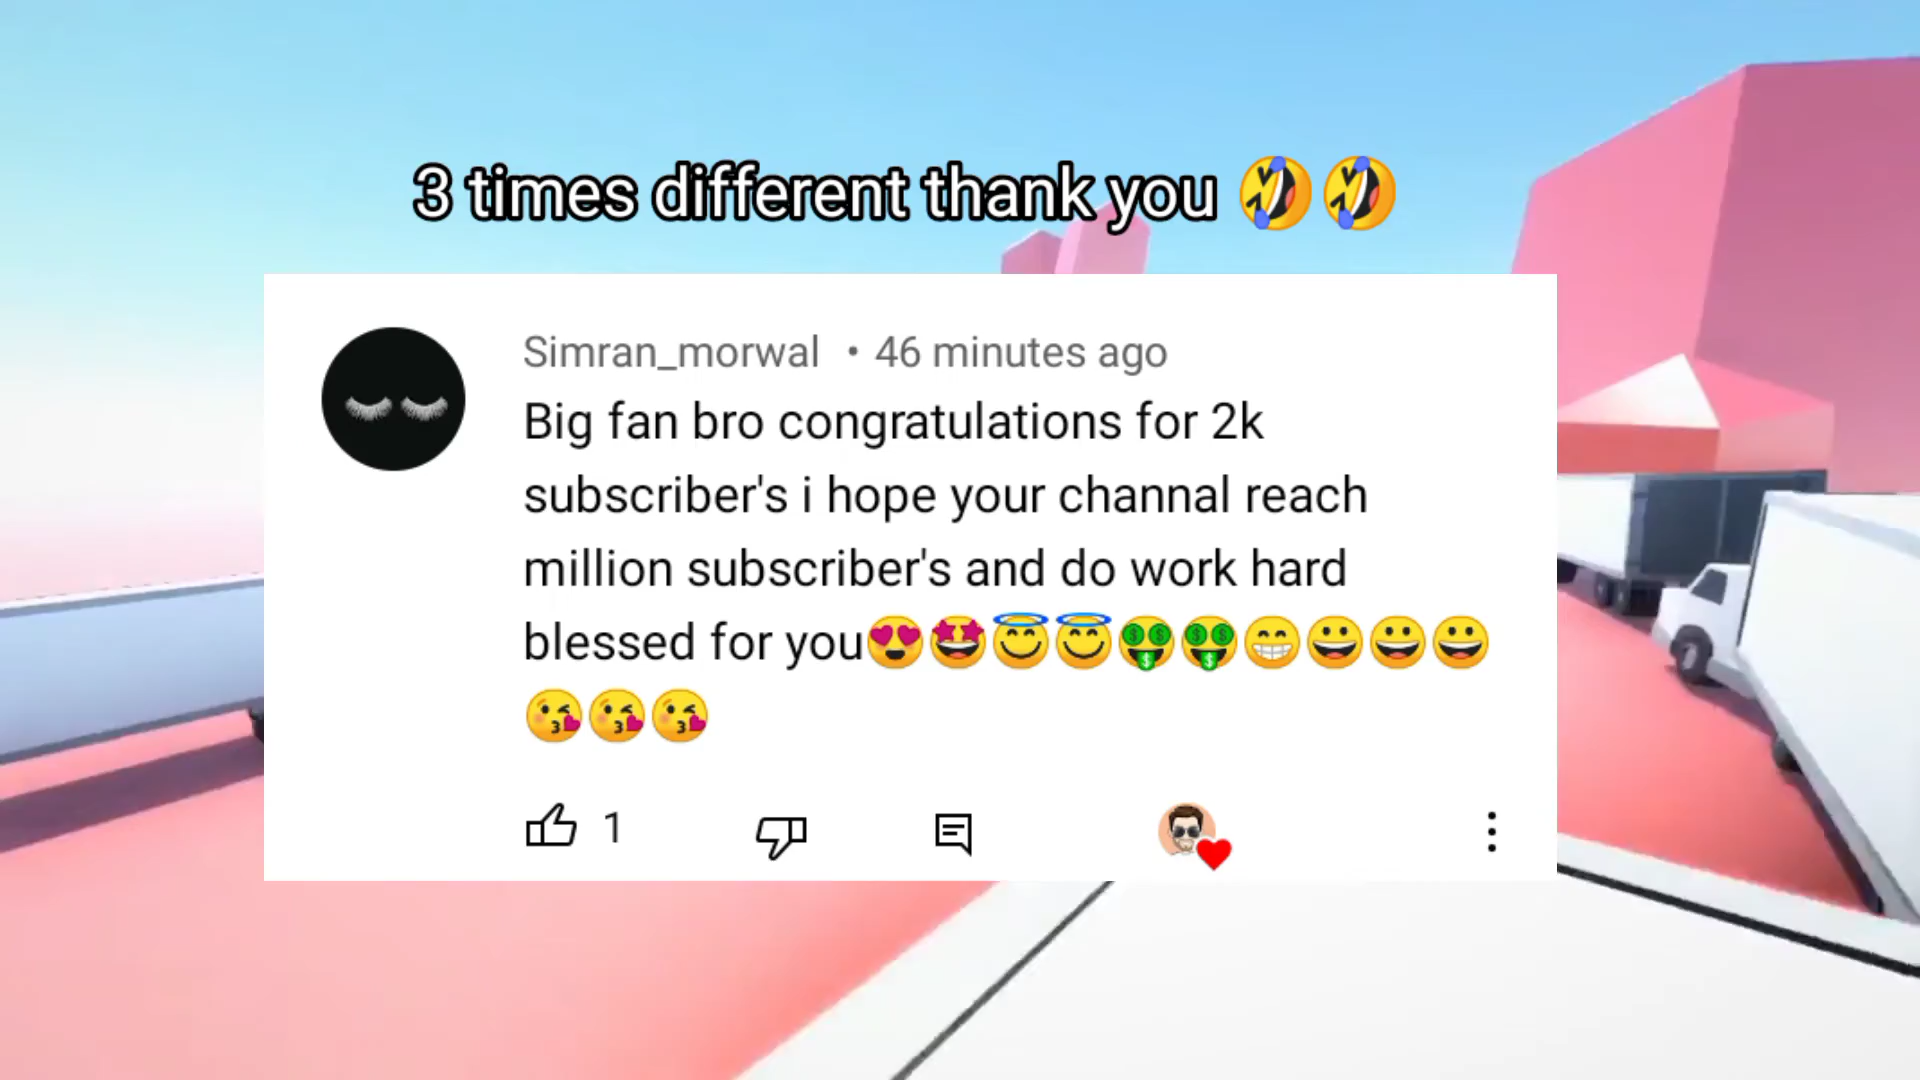 3 times different thank you 🤣🤣
Simran_morwal • 46 minutes ago
Big fan bro congratulations for 2k
subscriber's i hope your channal reach
million subscriber's and do work hard
blessed for you😍🤩😇😇🤑🤑😁😀😀😀
😘😘😘
1